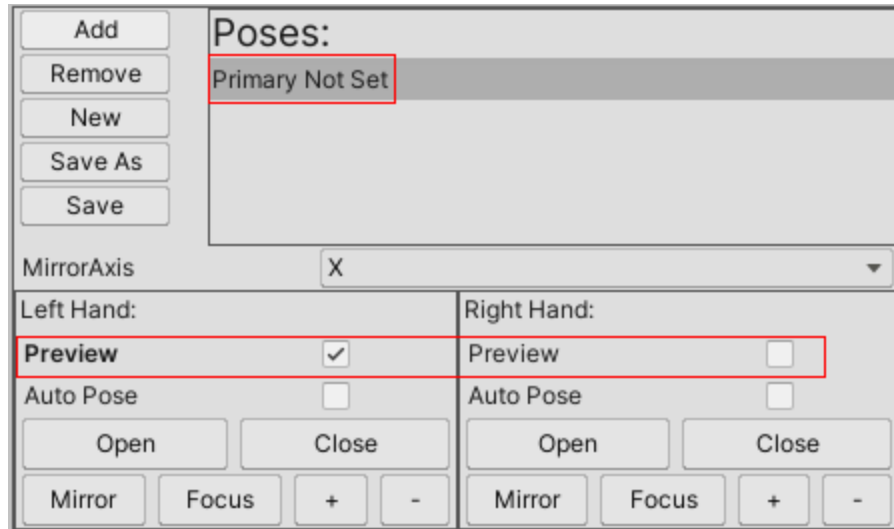 Add
Poses:
Remove
Primary Not Set
New
Save As
Save
MirrorAxis X
Left Hand:
Right Hand:
Preview
Preview
Auto Pose
Auto Pose
Open Close
Open Close
Mirror Focus + -
Mirror Focus + -